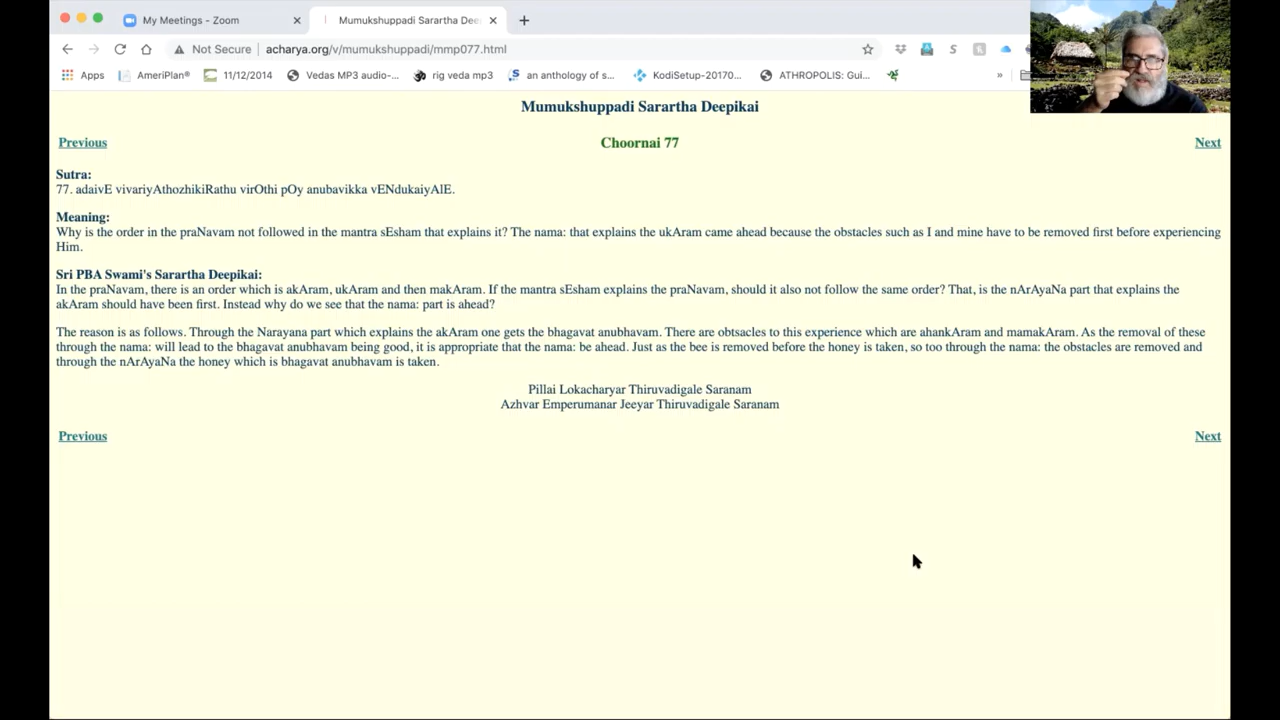 My Meetings - Zoom
Mumukshuppadi Sarartha Dee
Not Secure | acharya.org/v/mumukshuppadi/mmp077.html
Apps AmeriPlan® 11/12/2014 Vedas MP3 audio-... rig veda mp3 an anthology of s... KodiSetup-20170... ATHROPOLIS: Gui... »
Mumukshuppadi Sarartha Deepikai
Previous Choornai 77 Next
Sutra:
77. adaivE vivariyAthozhikiRathu virOthi pOy anubavikka vENdukaiyAlE.
Meaning:
Why is the order in the praNavam not followed in the mantra sEsham that explains it? The nama: that explains the ukAram came ahead because the obstacles such as I and mine have to be removed first before experiencing
Him.
Sri PBA Swami's Sarartha Deepikai:
In the praNavam, there is an order which is akAram, ukAram and then makAram. If the mantra sEsham explains the praNavam, should it also not follow the same order? That, is the nArAyaNa part that explains the
akAram should have been first. Instead why do we see that the nama: part is ahead?
The reason is as follows. Through the Narayana part which explains the akAram one gets the bhagavat anubhavam. There are obtsacles to this experience which are ahankAram and mamakAram. As the removal of these
through the nama: will lead to the bhagavat anubhavam being good, it is appropriate that the nama: be ahead. Just as the bee is removed before the honey is taken, so too through the nama: the obstacles are removed and
through the nArAyaNa the honey which is bhagavat anubhavam is taken.
Pillai Lokacharyar Thiruvadigale Saranam
Azhvar Emperumanar Jeeyar Thiruvadigale Saranam
Previous Next